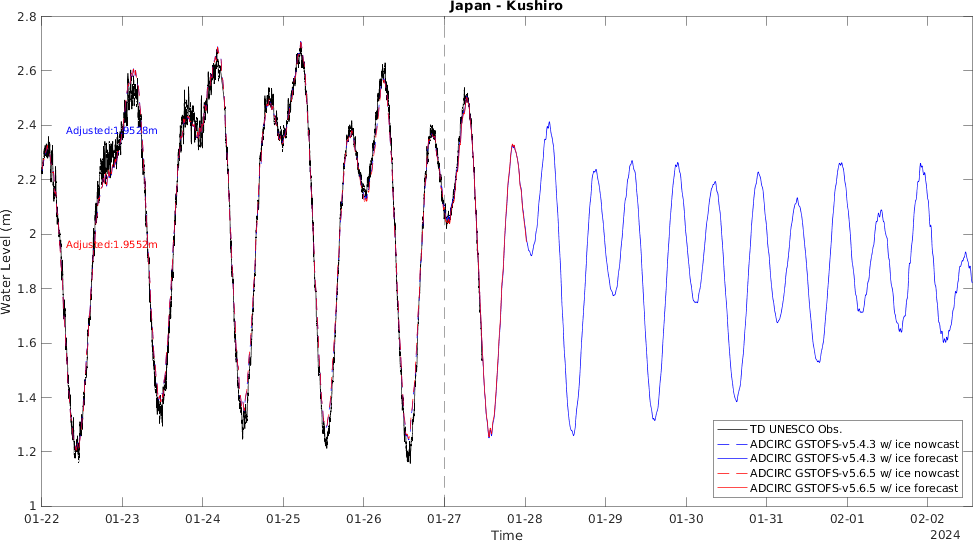 Japan - Kushiro
2.8
2.6
2.4
2.2
2
1.8
1.6
1.4
1.2
1
Water Level (m)
Adjusted:1.9528m
Adjusted:1.9552m
TD UNESCO Obs.
ADCIRC GSTOFS-v5.4.3 w/ ice nowcast
ADCIRC GSTOFS-v5.4.3 w/ ice forecast
ADCIRC GSTOFS-v5.6.5 w/ ice nowcast
ADCIRC GSTOFS-v5.6.5 w/ ice forecast
01-22 01-23 01-24 01-25 01-26 01-27 01-28 01-29 01-30 01-31 02-01 02-02
Time
2024